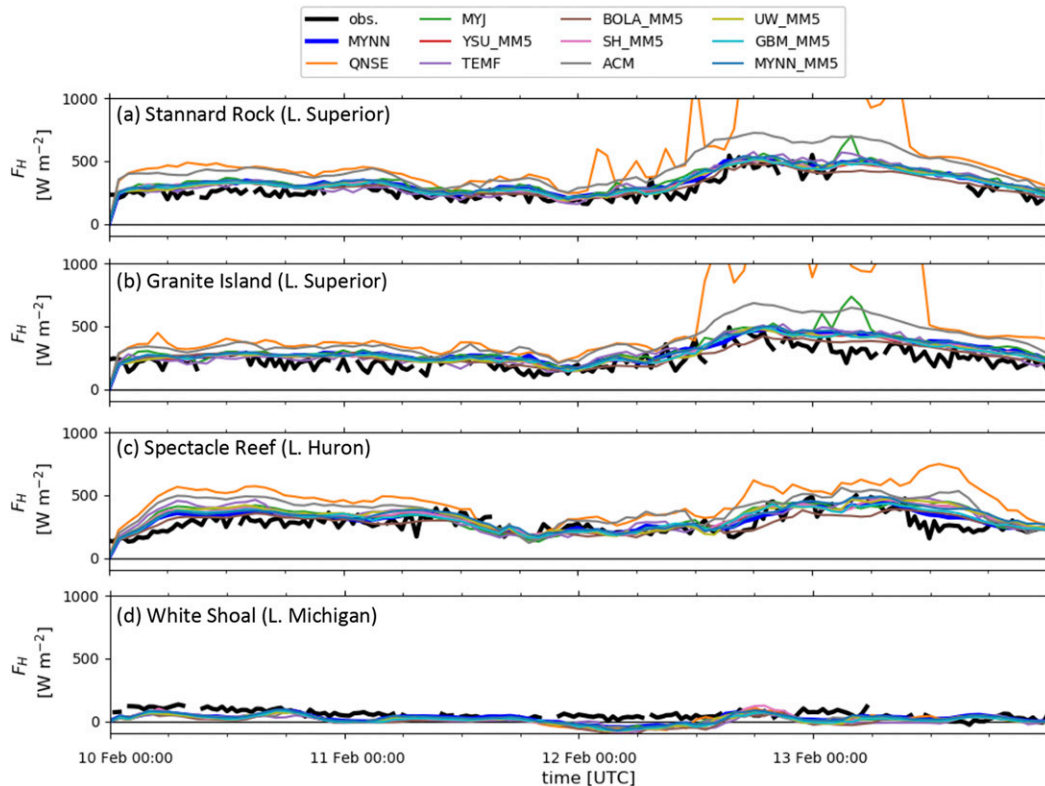 obs. MYJ BOLA_MM5 UW_MM5
MYNN YSU_MM5 SH_MM5 GBM_MM5
QNSE TEMF ACM MYNN_MM5
(a) Stannard Rock (L. Superior)
F_H
[W m⁻²]
1000
500
0
(b) Granite Island (L. Superior)
F_H
[W m⁻²]
1000
500
0
(c) Spectacle Reef (L. Huron)
F_H
[W m⁻²]
1000
500
0
(d) White Shoal (L. Michigan)
F_H
[W m⁻²]
1000
500
0
10 Feb 00:00 11 Feb 00:00 12 Feb 00:00 13 Feb 00:00
time [UTC]